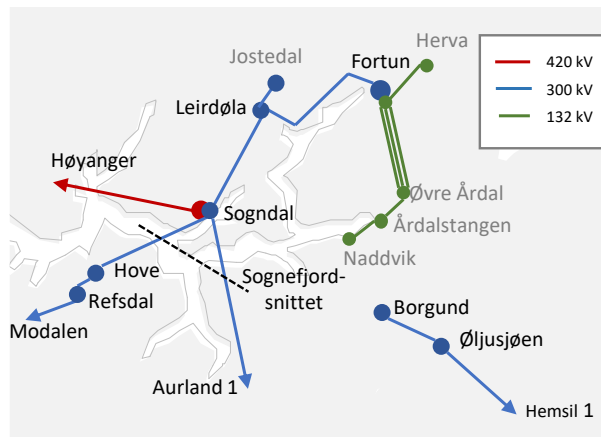 Herva
Jostedal
Fortun
Leirdøla
420 kV
300 kV
132 kV
Høyanger
Sogndal
Øvre Årdal
Årdalstangen
Naddvik
Hove
Sognefjord-
snittet
Refsdal
Modalen
Borgund
Øljusjøen
Aurland 1
Hemsil 1